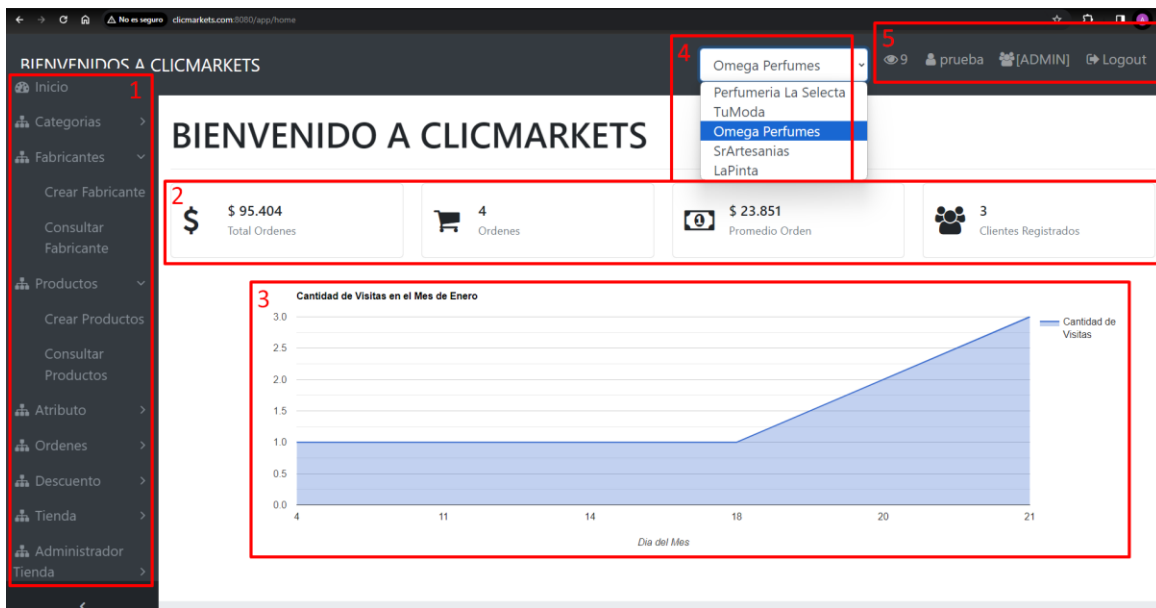 No es seguro clicmarkets.com:8080/app/home
BIENVENIDOS A CLICMARKETS
4
Omega Perfumes
5
9 prueba [ADMIN] Logout
1
Inicio
Categorias
Fabricantes
Crear Fabricante
Consultar
Fabricante
Productos
Crear Productos
Consultar
Productos
Atributo
Ordenes
Descuento
Tienda
Administrador
Tienda
Perfumeria La Selecta
TuModa
Omega Perfumes
SrArtesanias
LaPinta
BIENVENIDO A CLICMARKETS
2
$ 95.404
Total Ordenes
4
Ordenes
$ 23.851
Promedio Orden
3
Clientes Registrados
3
Cantidad de Visitas en el Mes de Enero
3.0
2.5
2.0
1.5
1.0
0.5
0.0
4 11 14 18 20 21
Dia del Mes
Cantidad de
Visitas